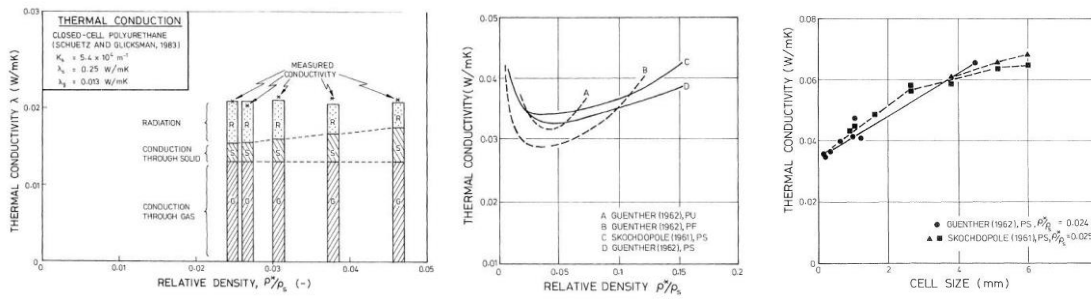 THERMAL CONDUCTION
CLOSED-CELL POLYURETHANE
(SCHUETZ AND GLICKSMAN, 1983)
Ks = 5.4 x 10⁴ m⁻¹
λs = 0.25 W/mK
λg = 0.013 W/mK
MEASURED
CONDUCTIVITY
THERMAL CONDUCTIVITY λ (W/mK)
0.03
0.02
0.01
0
RADIATION
CONDUCTION
THROUGH SOLID
CONDUCTION
THROUGH GAS
R R R R R
S S S S S
G G G G G
0 0.01 0.02 0.03 0.04 0.05
RELATIVE DENSITY, ρ*/ρs (-)
THERMAL CONDUCTIVITY (W/mK)
0.05
0.04
0.03
0.02
0.01
A
B
C
D
A GUENTHER (1962), PU
B GUENTHER (1962), PF
C SKOCHDOPOLE (1961), PS
D GUENTHER (1962), PS
0 0.05 0.1 0.15 0.2
RELATIVE DENSITY ρ*/ρs
THERMAL CONDUCTIVITY (W/mK)
0.08
0.06
0.04
0.02
GUENTHER (1962), PS, ρ*/ρs = 0.024
SKOCHDOPOLE (1961), PS, ρ*/ρs = 0.025
0 2 4 6
CELL SIZE (mm)